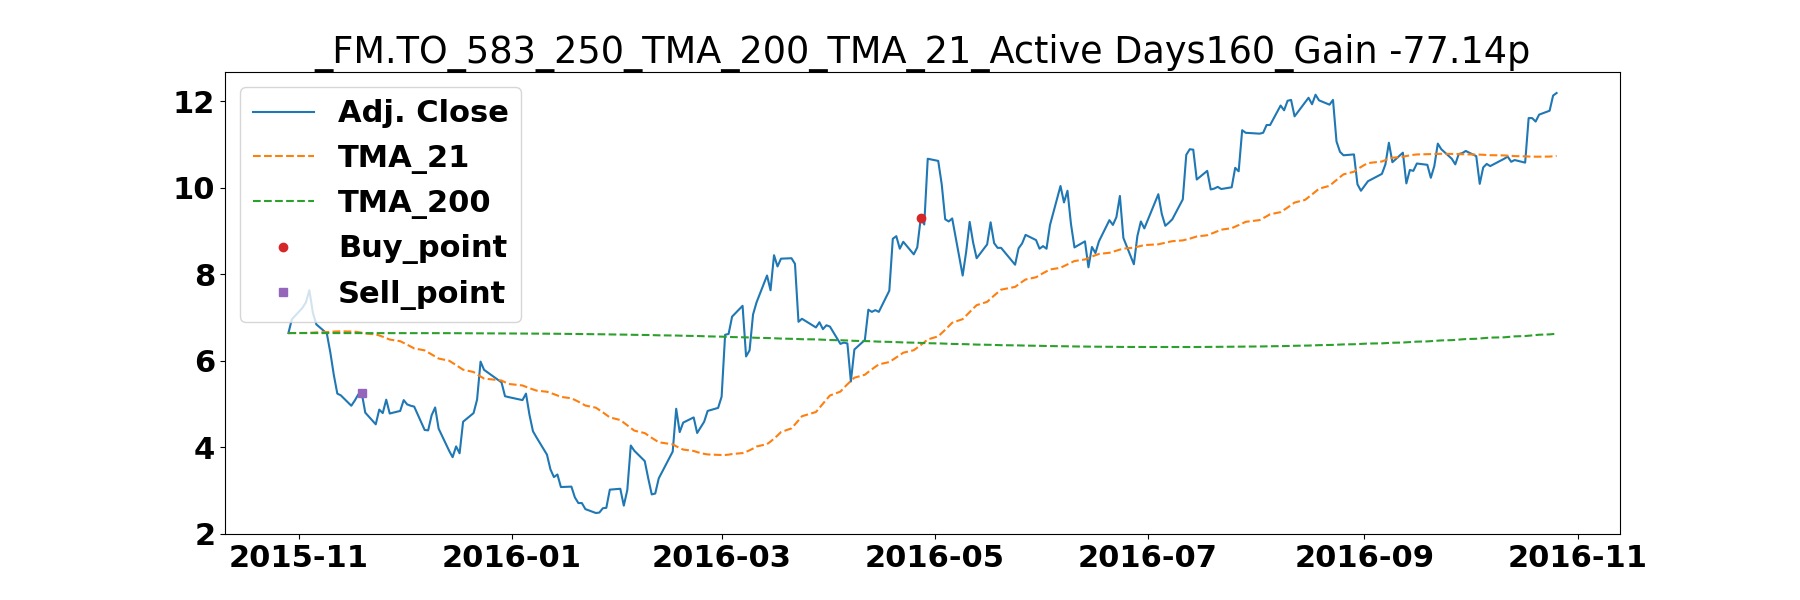 _FM.TO_583_250_TMA_200_TMA_21_Active Days160_Gain -77.14p
12
10
8
6
4
2
Adj. Close
TMA_21
TMA_200
Buy_point
Sell_point
2015-11 2016-01 2016-03 2016-05 2016-07 2016-09 2016-11